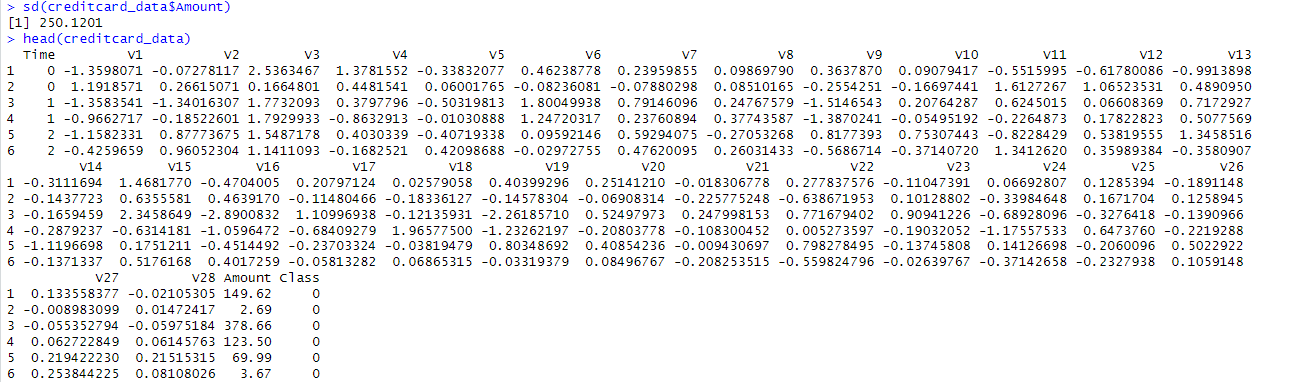 > sd(creditcard_data$Amount)
[1] 250.1201
> head(creditcard_data)
  Time V1 V2 V3 V4 V5 V6 V7 V8 V9 V10 V11 V12 V13
1 0 -1.3598071 -0.07278117 2.5363467 1.3781552 -0.33832077 0.46238778 0.23959855 0.09869790 0.3637870 0.09079417 -0.5515995 -0.61780086 -0.9913898
2 0 1.1918571 0.26615071 0.1664801 0.4481541 0.06001765 -0.08236081 -0.07880298 0.08510165 -0.2554251 -0.16697441 1.6127267 1.06523531 0.4890950
3 1 -1.3583541 -1.34016307 1.7732093 0.3797796 -0.50319813 1.80049938 0.79146096 0.24767579 -1.5146543 0.20764287 0.6245015 0.06608369 0.7172927
4 1 -0.9662717 -0.18522601 1.7929933 -0.8632913 -0.01030888 1.24720317 0.23760894 0.37743587 -1.3870241 -0.05495192 -0.2264873 0.17822823 0.5077569
5 2 -1.1582331 0.87773675 1.5487178 0.4030339 -0.40719338 0.09592146 0.59294075 -0.27053268 0.8177393 0.75307443 -0.8228429 0.53819555 1.3458516
6 2 -0.4259659 0.96052304 1.1411093 -0.1682521 0.42098688 -0.02972755 0.47620095 0.26031433 -0.5686714 -0.37140720 1.3412620 0.35989384 -0.3580907
V14 V15 V16 V17 V18 V19 V20 V21 V22 V23 V24 V25 V26
1 -0.3111694 1.4681770 -0.4704005 0.20797124 0.02579058 0.40399296 0.25141210 -0.018306778 0.277837576 -0.11047391 0.06692807 0.1285394 -0.1891148
2 -0.1437723 0.6355581 0.4639170 -0.11480466 -0.18336127 -0.14578304 -0.06908314 -0.225775248 -0.638671953 0.10128802 -0.33984648 0.1671704 0.1258945
3 -0.1659459 2.3458649 -2.8900832 1.10996938 -0.12135931 -2.26185710 0.52497973 0.247998153 0.771679402 0.90941226 -0.68928096 -0.3276418 -0.1390966
4 -0.2879237 -0.6314181 -1.0596472 -0.68409279 1.96577500 -1.23262197 -0.20803778 -0.108300452 0.005273597 -0.19032052 -1.17557533 0.6473760 -0.2219288
5 -1.1196698 0.1751211 -0.4514492 -0.23703324 -0.03819479 0.80348692 0.40854236 -0.009430697 0.798278495 -0.13745808 0.14126698 -0.2060096 0.5022922
6 -0.1371337 0.5176168 0.4017259 -0.05813282 0.06865315 -0.03319379 0.08496767 -0.208253515 -0.559824796 -0.02639767 -0.37142658 -0.2327938 0.1059148
V27 V28 Amount Class
1 0.133558377 -0.02105305 149.62 0
2 -0.008983099 0.01472417 2.69 0
3 -0.055352794 -0.05975184 378.66 0
4 0.062722849 0.06145763 123.50 0
5 0.219422230 0.21515315 69.99 0
6 0.253844225 0.08108026 3.67 0